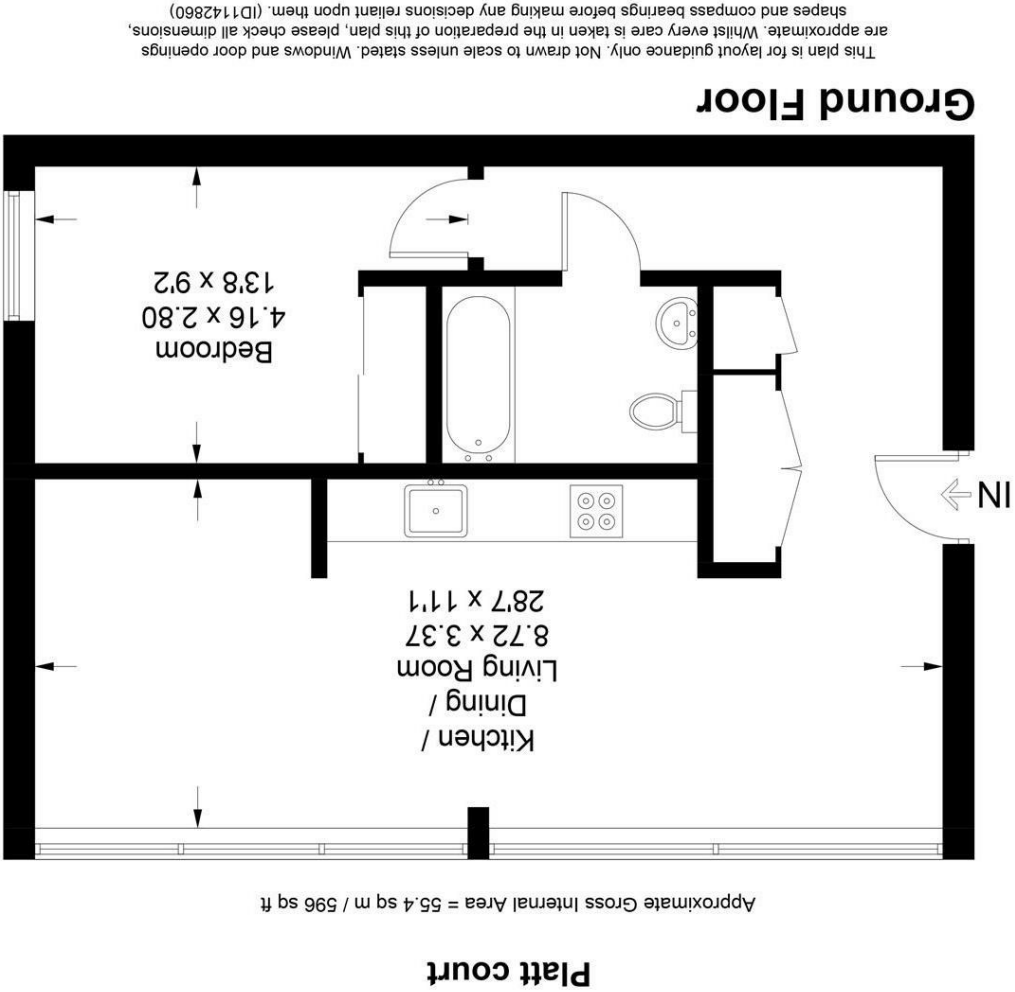 Platt court
Approximate Gross Internal Area = 55.4 sq m / 596 sq ft
Kitchen /
Dining /
Living Room
8.72 x 3.37
28'7 x 11'1
IN
Bedroom
4.16 x 2.80
13'8 x 9'2
Ground Floor
This plan is for layout guidance only. Not drawn to scale unless stated. Windows and door openings
are approximate. Whilst every care is taken in the preparation of this plan, please check all dimensions,
shapes and compass bearings before making any decisions reliant upon them. (ID1142860)